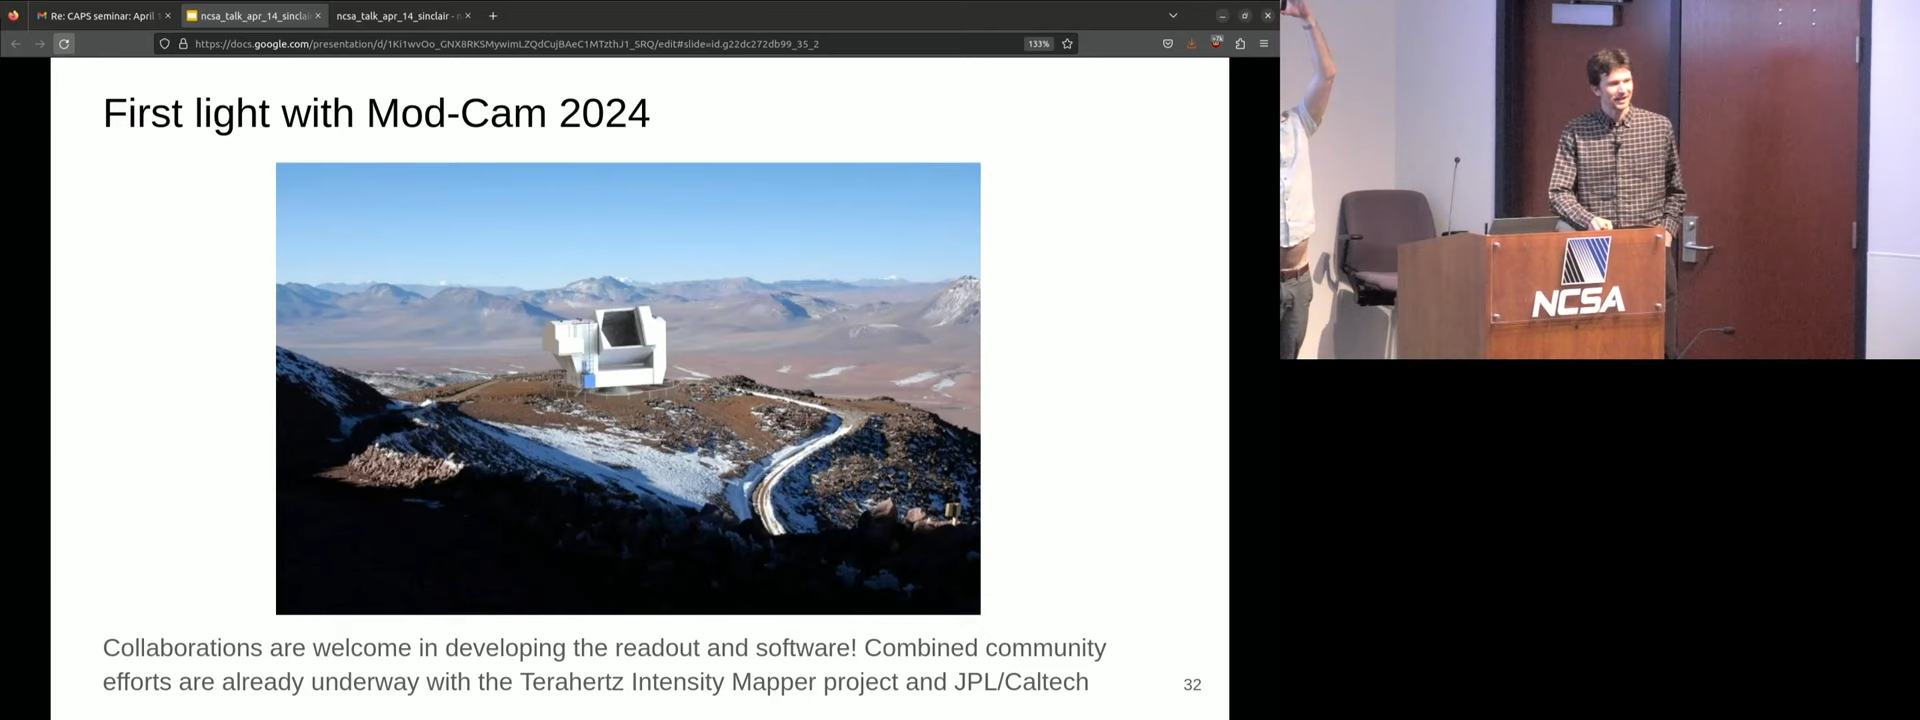 Re: CAPS seminar: April
ncsa_talk_apr_14_sinclair
ncsa_talk_apr_14_sinclair - n
https://docs.google.com/presentation/d/1Ki1wvOo_GNX8RKSMywimLZQdCujBAeC1MTzthJ1_SRQ/edit#slide=id.g22dc272db99_35_2
133%
First light with Mod-Cam 2024
Collaborations are welcome in developing the readout and software! Combined community
efforts are already underway with the Terahertz Intensity Mapper project and JPL/Caltech
32
NCSA